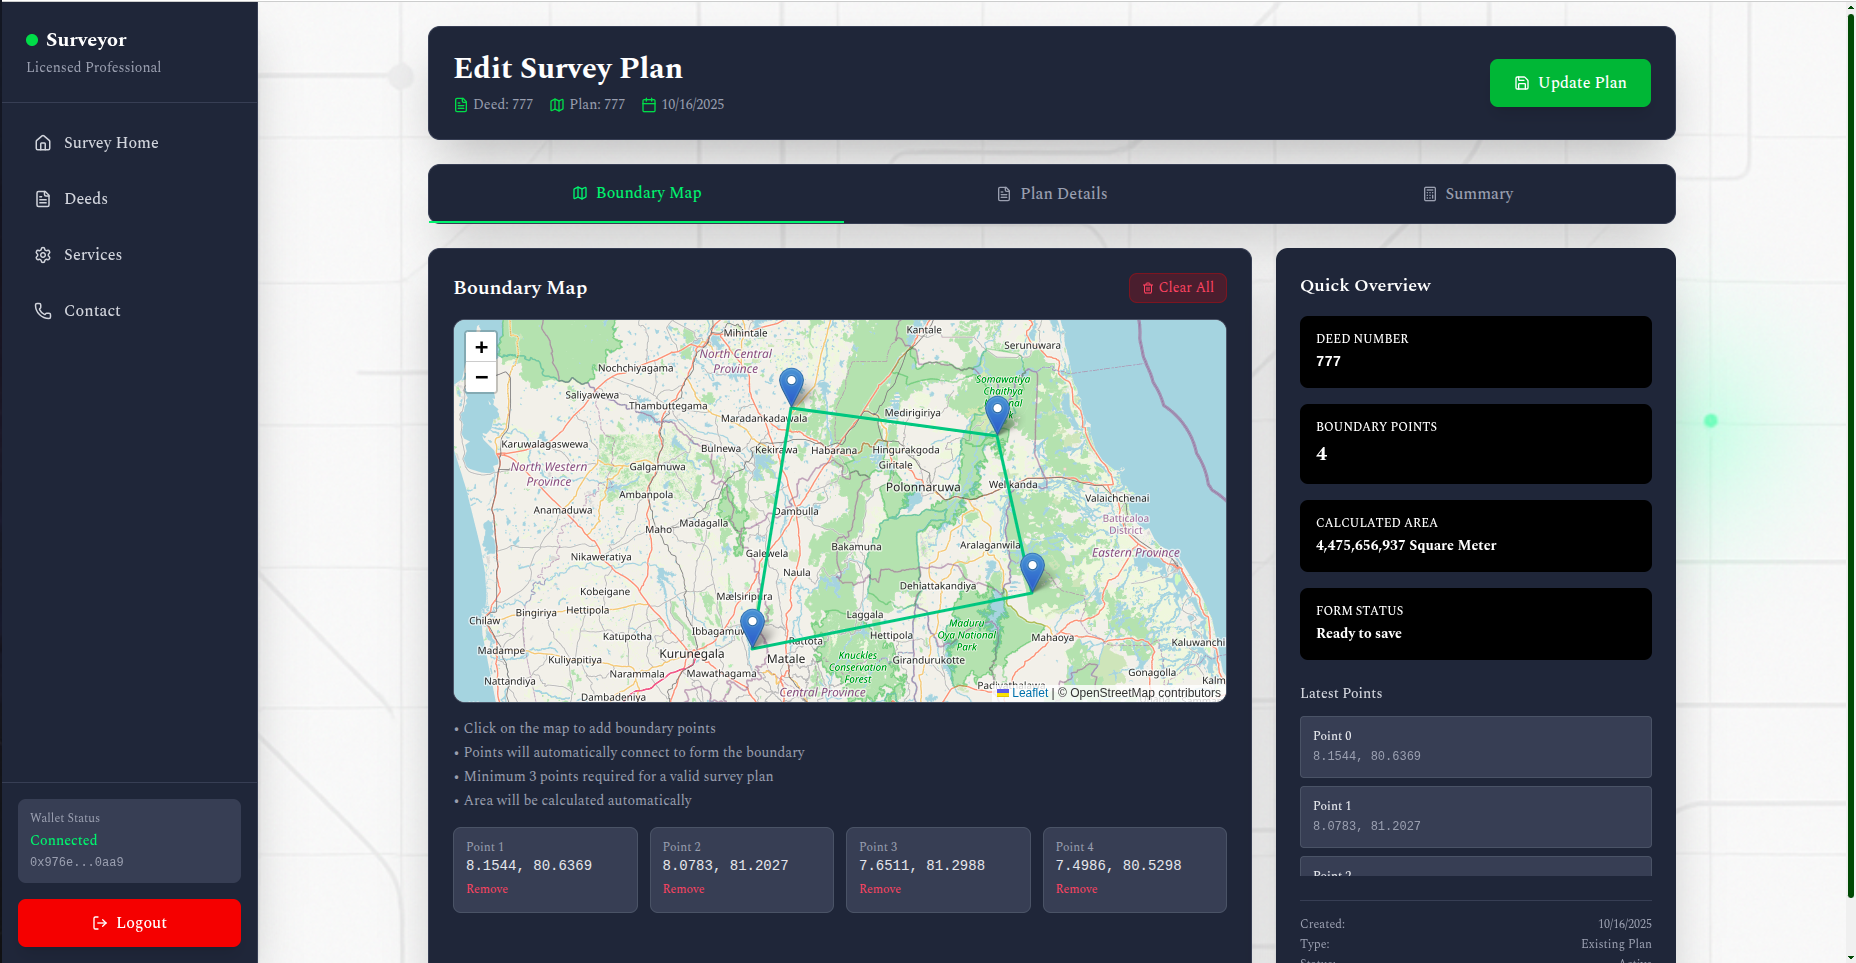 Surveyor
Licensed Professional
Survey Home
Deeds
Services
Contact
Wallet Status
Connected
0x976e...0aa9
Logout
Edit Survey Plan
Deed: 777 Plan: 777 10/16/2025
Update Plan
Boundary Map
Plan Details
Summary
Boundary Map
Clear All
+
−
Mihintale
Kantale
Serunuwara
North Central
Province
Nochchiyagama
Somawatiya
Chaithya
Saliyawewa
Thambuttegama
Maradankadawala
Medirigiriya
Karuwalagaswewa
Bulnewa
Kekirawa
Habarana
Hingurakgoda
Giritale
North Western
Province
Galgamuwa
Polonnaruwa
Welikanda
Ambanpola
Valaichchenai
Anamaduwa
Dambulla
Maho
Madagalla
Batticaloa
District
Nikaweratiya
Galewela
Bakamuna
Aralaganwila
Eastern Province
Naula
Dehiattakandiya
Kobeigane
Mælsiripura
Bingiriya
Hettipola
Laggala
Chilaw
Katupotha
Ibbagamuwa
Rattota
Hettipola
Maduru
Oya National
Park
Mahaoya
Kaluwanchi
Madampe
Kuliyapitiya
Kurunegala
Matale
Knuckles
Conservation
Forest
Girandurukotte
Narammala
Mawathagama
Gonagola
Nattandiya
Dambadeniya
Central Province
Padiyathalawa
Kalm
Leaflet | © OpenStreetMap contributors
• Click on the map to add boundary points
• Points will automatically connect to form the boundary
• Minimum 3 points required for a valid survey plan
• Area will be calculated automatically
Point 1
8.1544, 80.6369
Remove
Point 2
8.0783, 81.2027
Remove
Point 3
7.6511, 81.2988
Remove
Point 4
7.4986, 80.5298
Remove
Quick Overview
DEED NUMBER
777
BOUNDARY POINTS
4
CALCULATED AREA
4,475,656,937 Square Meter
FORM STATUS
Ready to save
Latest Points
Point 0
8.1544, 80.6369
Point 1
8.0783, 81.2027
Point 2
Created: 10/16/2025
Type: Existing Plan
Status: Active